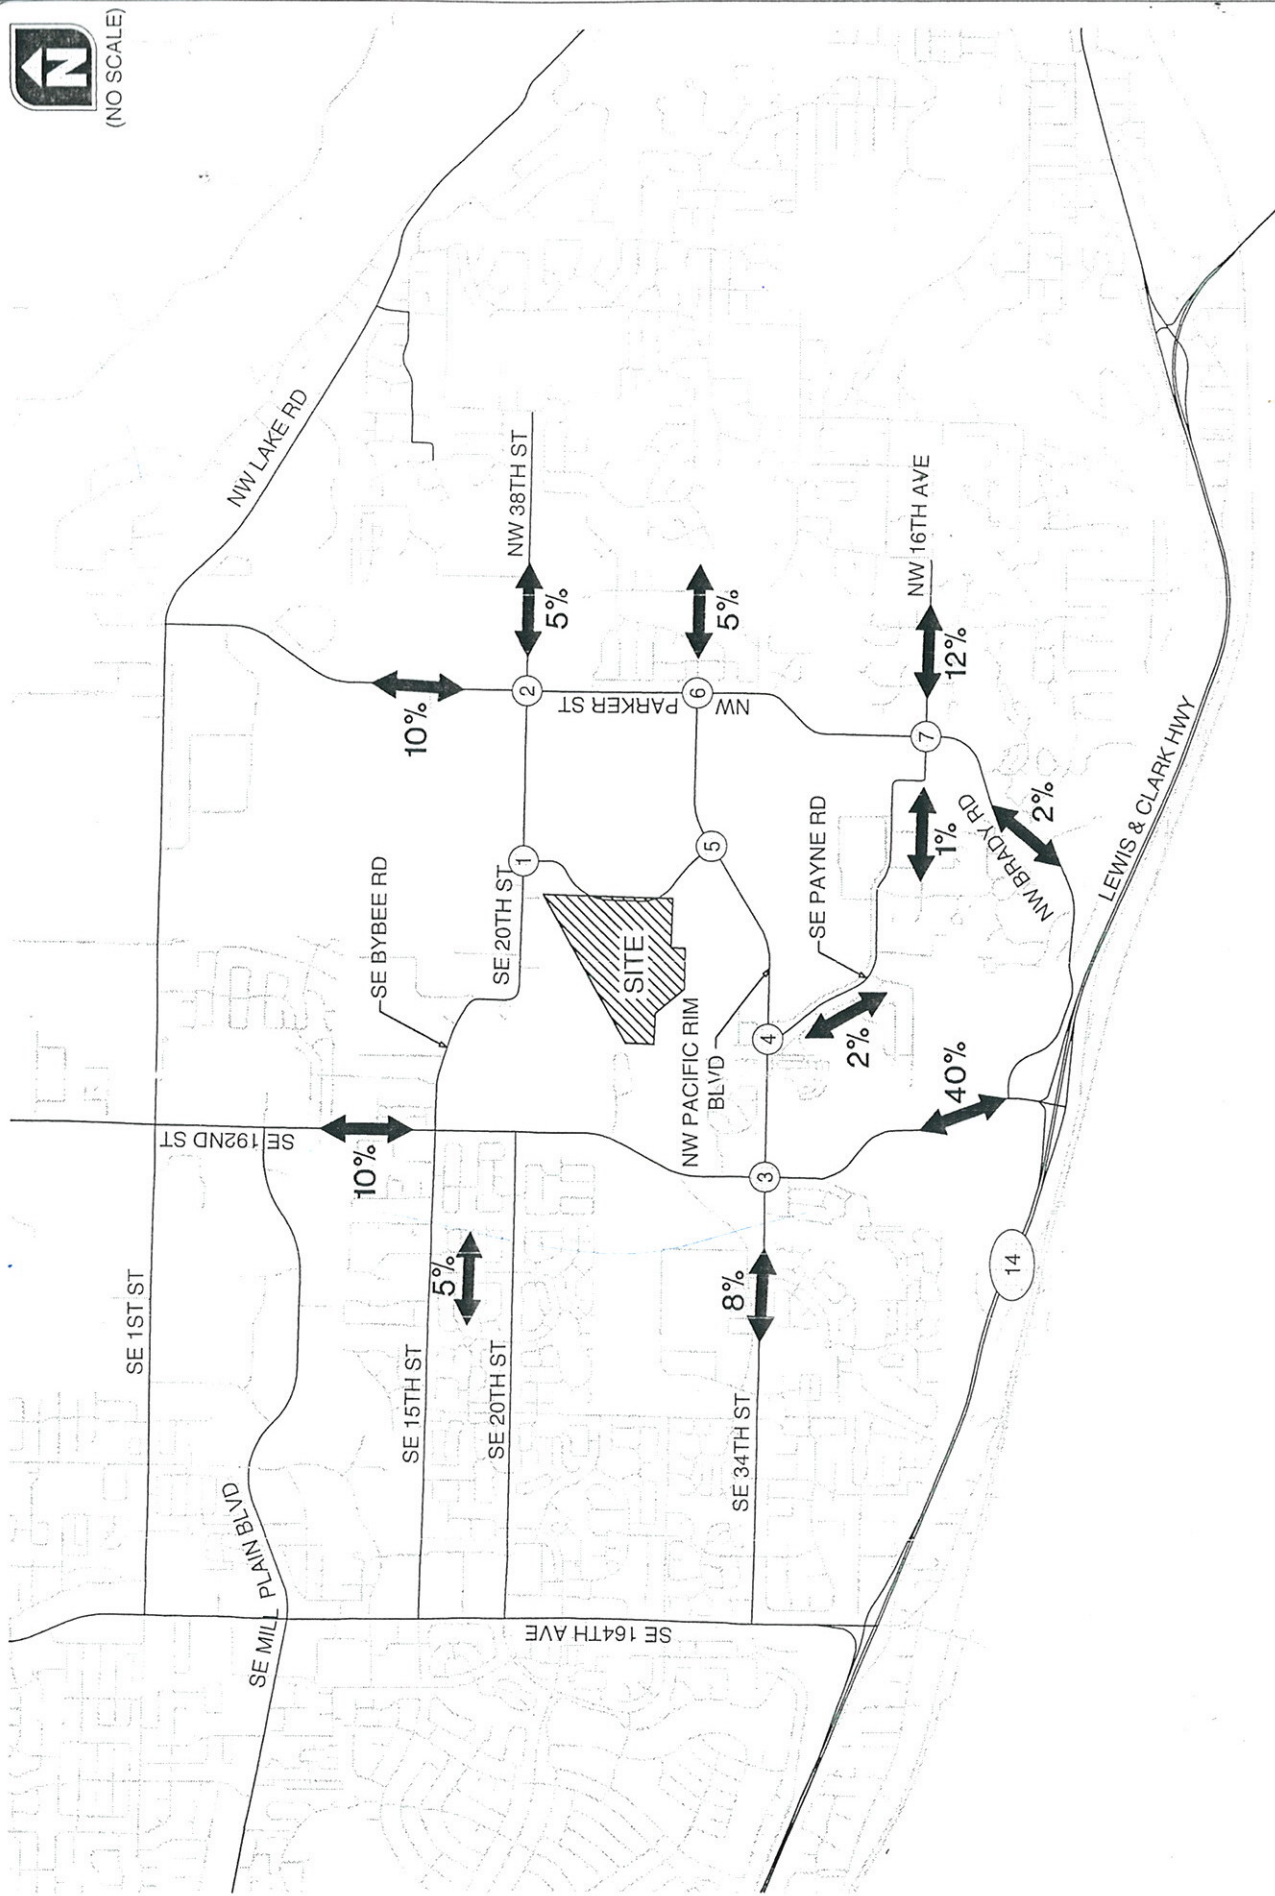 N
(NO SCALE)
NW LAKE RD
SE 1ST ST
SE MILL PLAIN BLVD
SE 192ND ST
10%
SE BYBEE RD
10%
NW 38TH ST
5%
2
1
SE 20TH ST
SE 15TH ST
5%
SE 20TH ST
SITE
NW
PARKER ST
6
5%
5
NW PACIFIC RIM
BLVD
SE 34TH ST
8%
3
4
SE PAYNE RD
2%
1%
7
12%
NW 16TH AVE
NW BRADY RD
2%
40%
SE 164TH AVE
14
LEWIS & CLARK HWY